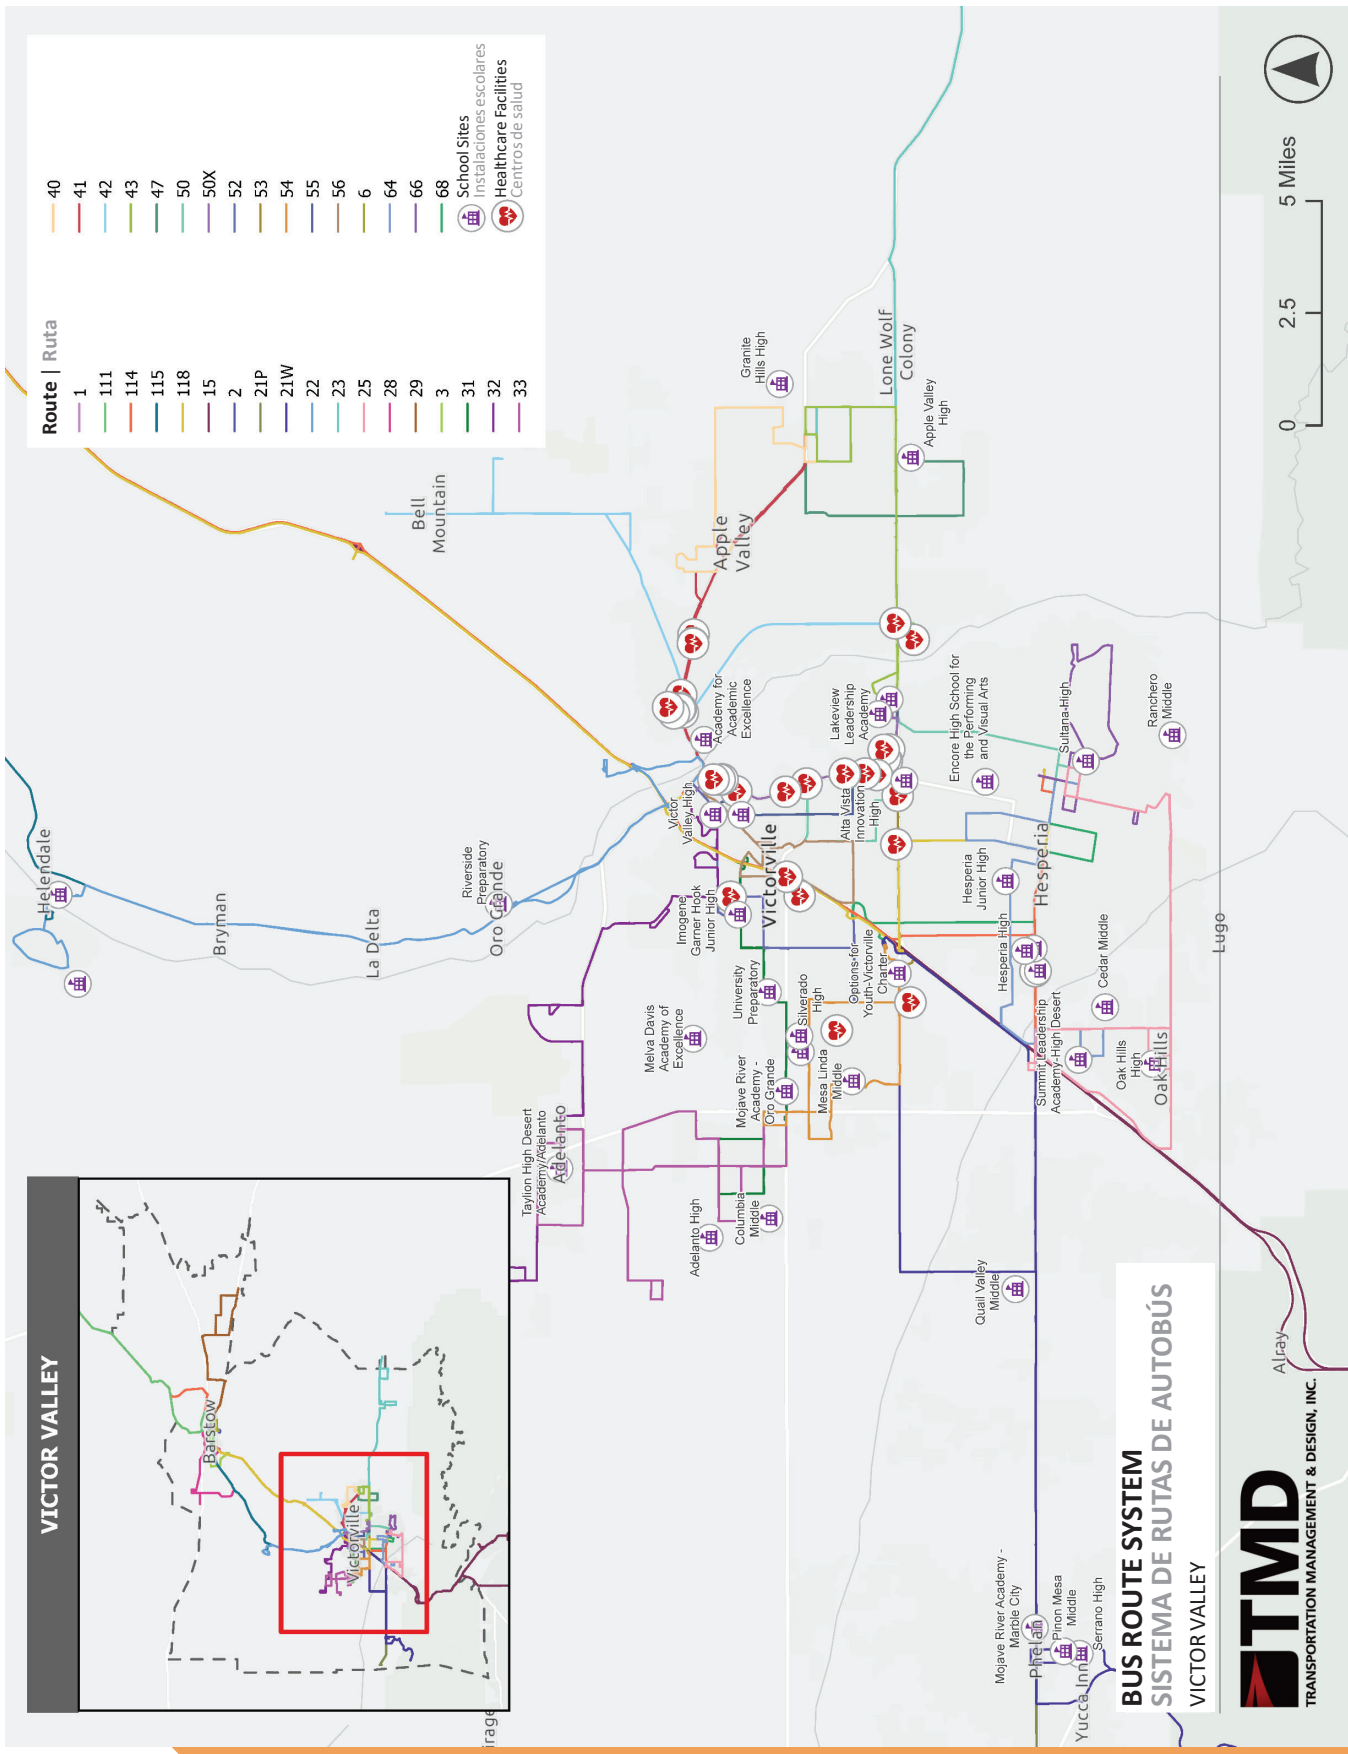 VICTOR VALLEY
Barstow
Victorville
Route | Ruta
1
111
114
115
118
15
2
21P
21W
22
23
25
28
29
3
31
32
33
40
41
42
43
47
50
50X
52
53
54
55
56
6
64
66
68
School Sites
Instalaciones escolares
Healthcare Facilities
Centros de salud
Helendale
Bryman
La Delta
Riverside
Preparatory
Oro Grande
Bell
Mountain
Granite
Hills High
Apple
Valley
Lone Wolf
Colony
Apple Valley
High
Academy for
Academic
Excellence
Victor
Valley High
Victorville
Lakeview
Leadership
Academy
Alta Vista
Innovation
High
Encore High School for
the Performing
and Visual Arts
Sultana High
Ranchero
Middle
Imogene
Garner Hook
Junior High
University
Preparatory
Melva Davis
Academy of
Excellence
Silverado
High
Options for
Youth-Victorville
Charter
Hesperia
Junior High
Hesperia
Hesperia High
Cedar Middle
Lugo
Mojave River
Academy -
Oro Grande
Mesa Linda
Middle
Summit Leadership
Academy-High Desert
Oak Hills
High
Oak Hills
Taylion High Desert
Academy/Adelanto
Adelanto
Adelanto High
Columbia
Middle
Quail Valley
Middle
Alray
Mojave River Academy -
Marble City
Phelan
Pinon Mesa
Middle
Serrano High
Yucca Inn
irage
0 2.5 5 Miles
BUS ROUTE SYSTEM
SISTEMA DE RUTAS DE AUTOBÚS
VICTOR VALLEY
TMD
TRANSPORTATION MANAGEMENT & DESIGN, INC.